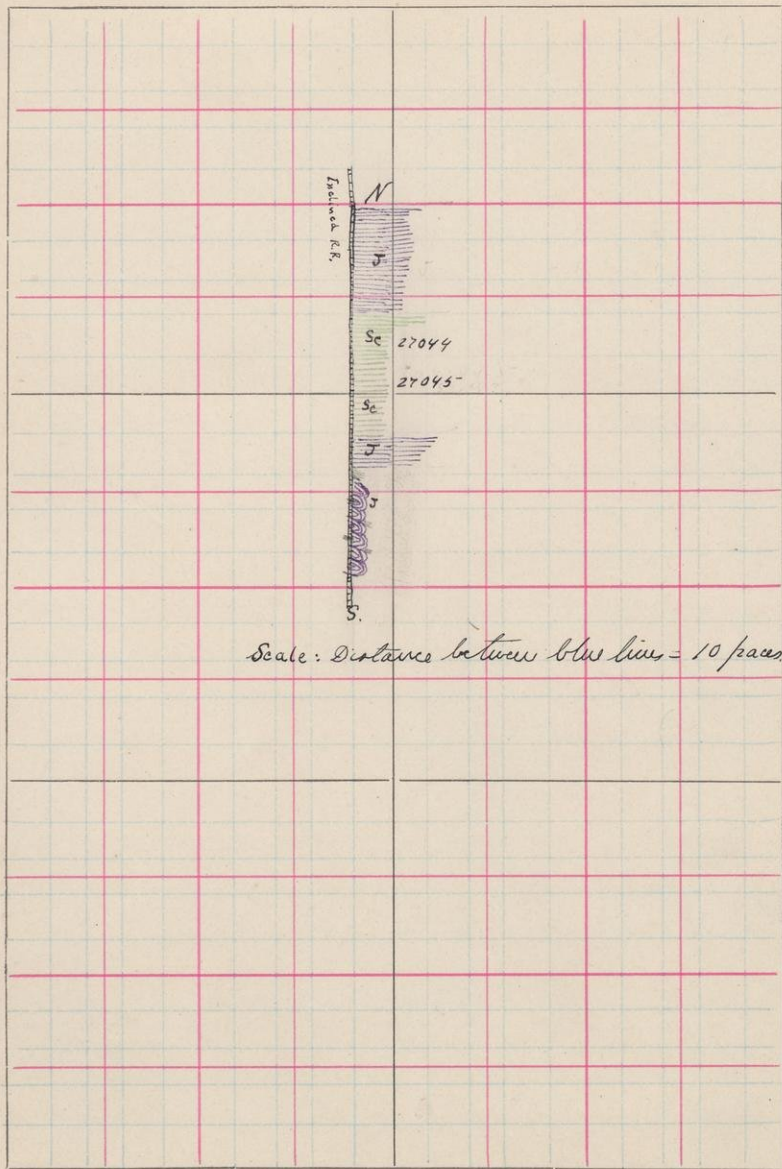 N
Inclined R.R.
J
Sc 27044
27045
Sc
J
J
S.
Scale: Distance between blue lines = 10 paces